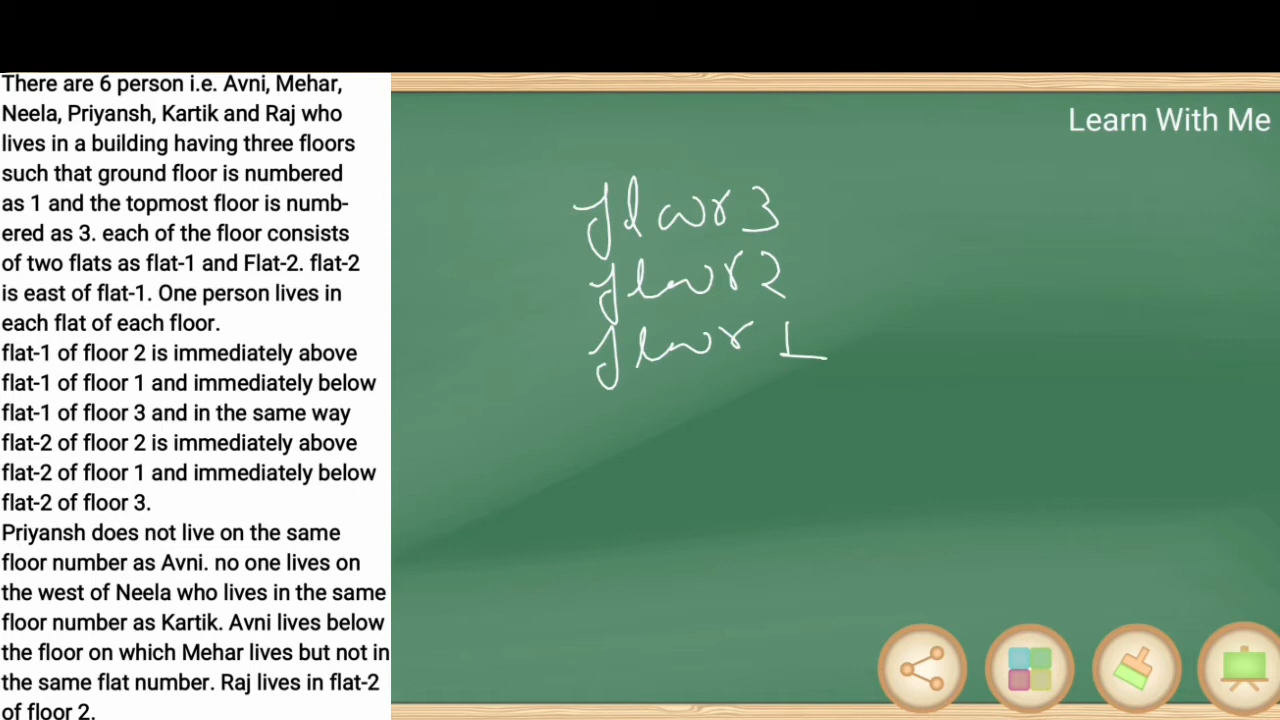 There are 6 person i.e. Avni, Mehar,
Neela, Priyansh, Kartik and Raj who
lives in a building having three floors
such that ground floor is numbered
as 1 and the topmost floor is numb-
ered as 3. each of the floor consists
of two flats as flat-1 and Flat-2. flat-2
is east of flat-1. One person lives in
each flat of each floor.
flat-1 of floor 2 is immediately above
flat-1 of floor 1 and immediately below
flat-1 of floor 3 and in the same way
flat-2 of floor 2 is immediately above
flat-2 of floor 1 and immediately below
flat-2 of floor 3.
Priyansh does not live on the same
floor number as Avni. no one lives on
the west of Neela who lives in the same
floor number as Kartik. Avni lives below
the floor on which Mehar lives but not in
the same flat number. Raj lives in flat-2
of floor 2.
Learn With Me
floor 3
floor 2
floor 1